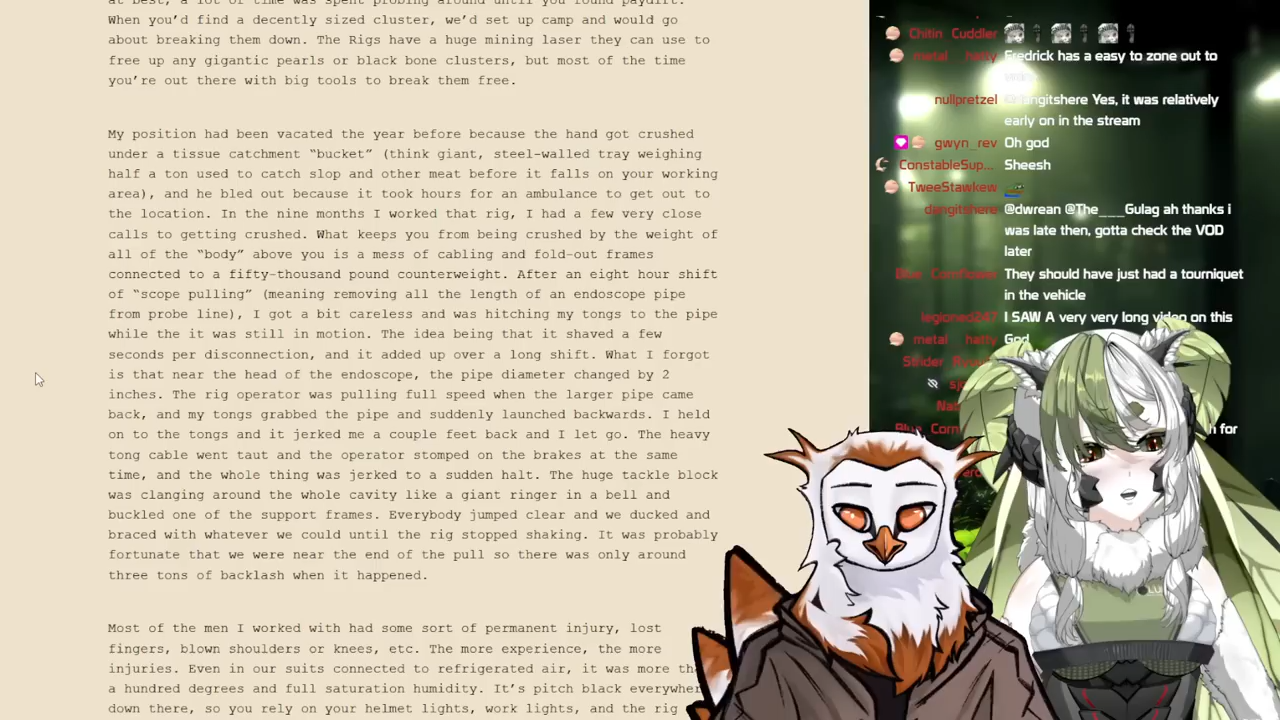 at best, a lot of time was spent probing around until you found paydirt.
When you'd find a decently sized cluster, we'd set up camp and would go
about breaking them up. The Rigs have a huge mining laser they can use to
free up any gigantic pearls or bezoare clusters, but most of the time
you're out there with big tools to break them free.
My position had been vacated the year before because the hand got crushed
under a tissue catchment "bucket" (think giant, steel-walled tray weighing
half a ton used to catch fat and other meat before it falls on your working
area), and he bled out because it took hours for an ambulance to get out to
the location. In the nine months I worked that rig, I had a few very close
calls to getting crushed. What keeps you from being crushed by the weight of
all of the "body" above you is a mess of cabling and fold-out frames
connected to a fifty-thousand pound counterweight. After an eight hour shift
of "scope pulling" (meaning removing all the length of an endoscope pipe
from probe line), I got a bit careless and was hitching my tongs to the pipe
while the it was still in motion. The idea being that it shaved a few
seconds per disconnection, and it added up over a long shift. What I forgot
is that near the end of the endoscope, the pipe diameter changed by 2
inches. The rig operator was pulling full speed when the larger pipe came
back, and my tongs grabbed the pipe and suddenly launched backwards. I held
on to the tongs and it jerked me a couple feet back and I let go. The heavy
tong cable went taut and the operator stomped on the brakes at the same
time, and the whole thing was jerked to a sudden halt. The huge tackle block
was clanging around the whole cavity like a giant ringer in a bell and
buckled one of the support frames. Everybody jumped clear and we ducked and
braced with whatever we could until the rig stopped shaking. It was probably
fortunate that we were near the end of the pull so there was only around
three tons of backlash when it happened.
Most of the men I worked with had some sort of permanent injury, lost
fingers, blown shoulders or knees, etc. The more experience, the more
injuries. Even in our suits connected to refrigerated air, it was more
a hundred degrees and full saturation humidity. It's pitch black
down there, so you rely on your helmet lights, work lights, and the rig
Chitin Cuddler
metal_hatty Fredrick has a easy to zone out to
nullpretzel @dangitshere Yes, it was relatively
early on in the stream
gwyn_rev Oh god
ConstableSup... Sheesh
TweeStawkew
dangitshere @dwrean @The___Gulag ah thanks i
was late then, gotta check the VOD
later
Blue_Cornflower They should have just had a tourniquet
in the vehicle
legioned247 I SAW A very very long video on this
metal_hatty God
Strider
for